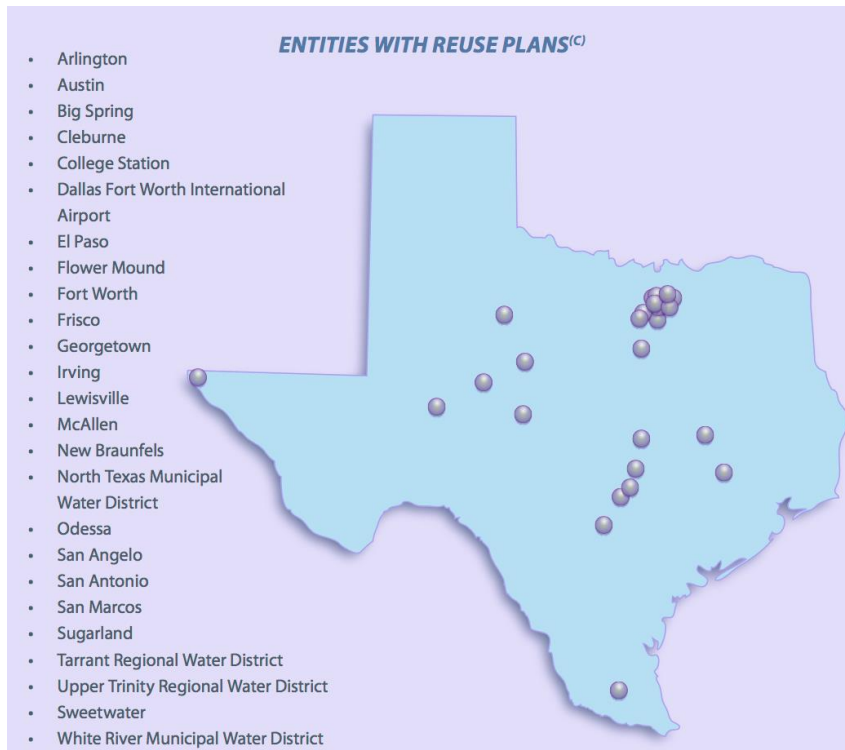 ENTITIES WITH REUSE PLANS(C)
• Arlington
• Austin
• Big Spring
• Cleburne
• College Station
• Dallas Fort Worth International
Airport
• El Paso
• Flower Mound
• Fort Worth
• Frisco
• Georgetown
• Irving
• Lewisville
• McAllen
• New Braunfels
• North Texas Municipal
Water District
• Odessa
• San Angelo
• San Antonio
• San Marcos
• Sugarland
• Tarrant Regional Water District
• Upper Trinity Regional Water District
• Sweetwater
• White River Municipal Water District